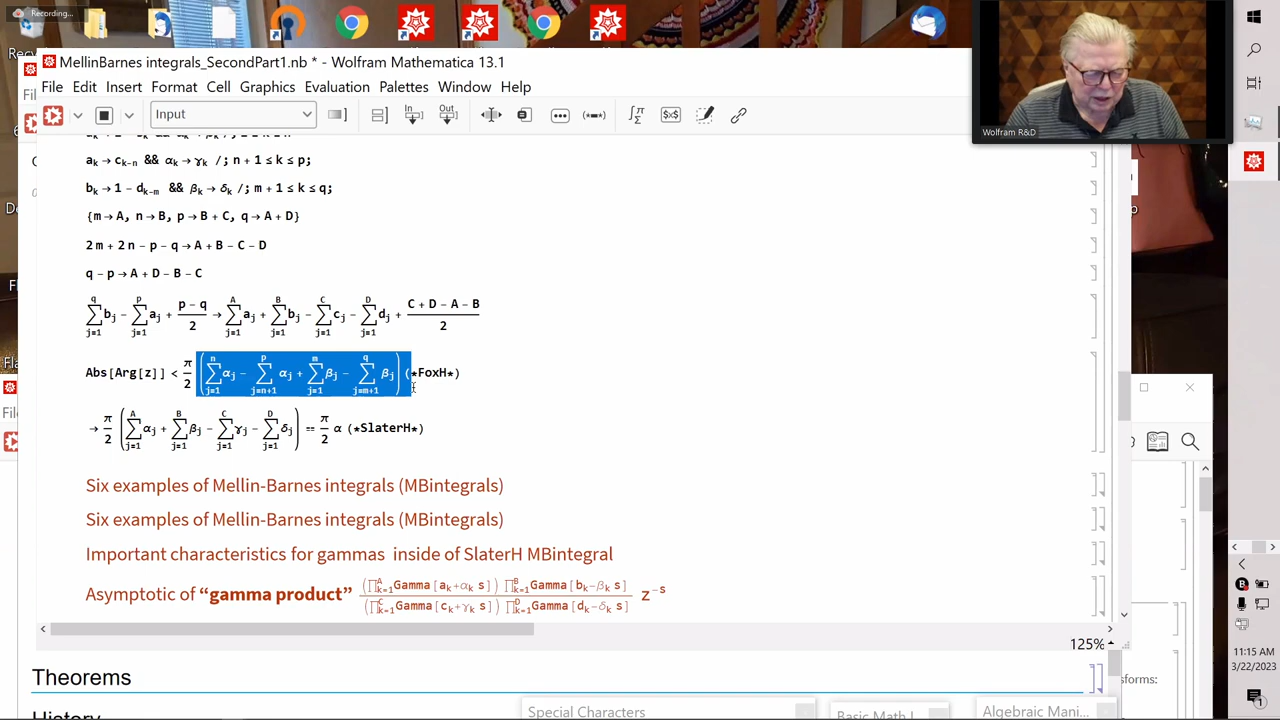 Recording...
MellinBarnes integrals_SecondPart1.nb * - Wolfram Mathematica 13.1
File Edit Insert Format Cell Graphics Evaluation Palettes Window Help
Input
a_k → c_{k-n} && α_k → γ_k /; n + 1 ≤ k ≤ p;
b_k → 1 - d_{k-m} && β_k → δ_k /; m + 1 ≤ k ≤ q;
{m → A, n → B, p → B + C, q → A + D}
2 m + 2 n - p - q → A + B - C - D
q - p → A + D - B - C
∑_{j=1}^{q} b_j - ∑_{j=1}^{p} a_j + (p - q)/2 → ∑_{j=1}^{A} a_j + ∑_{j=1}^{B} b_j - ∑_{j=1}^{C} c_j - ∑_{j=1}^{D} d_j + (C + D - A - B)/2
Abs[Arg[z]] < π/2 (∑_{j=1}^{n} α_j - ∑_{j=n+1}^{p} α_j + ∑_{j=1}^{m} β_j - ∑_{j=m+1}^{q} β_j) (*FoxH*)
→ π/2 (∑_{j=1}^{A} α_j + ∑_{j=1}^{B} β_j - ∑_{j=1}^{C} γ_j - ∑_{j=1}^{D} δ_j) == π/2 α (*SlaterH*)
Six examples of Mellin-Barnes integrals (MBintegrals)
Six examples of Mellin-Barnes integrals (MBintegrals)
Important characteristics for gammas inside of SlaterH MBintegral
Asymptotic of “gamma product” (∏_{k=1}^{A} Gamma[a_k+α_k s]) ∏_{k=1}^{B} Gamma[b_k-β_k s] / (∏_{k=1}^{C} Gamma[c_k+γ_k s]) ∏_{k=1}^{D} Gamma[d_k-δ_k s] z^{-s}
125%
Theorems
History
Special Characters
Basic Math I...
Algebraic Mani...
Wolfram R&D
sforms:
11:15 AM
3/22/2023